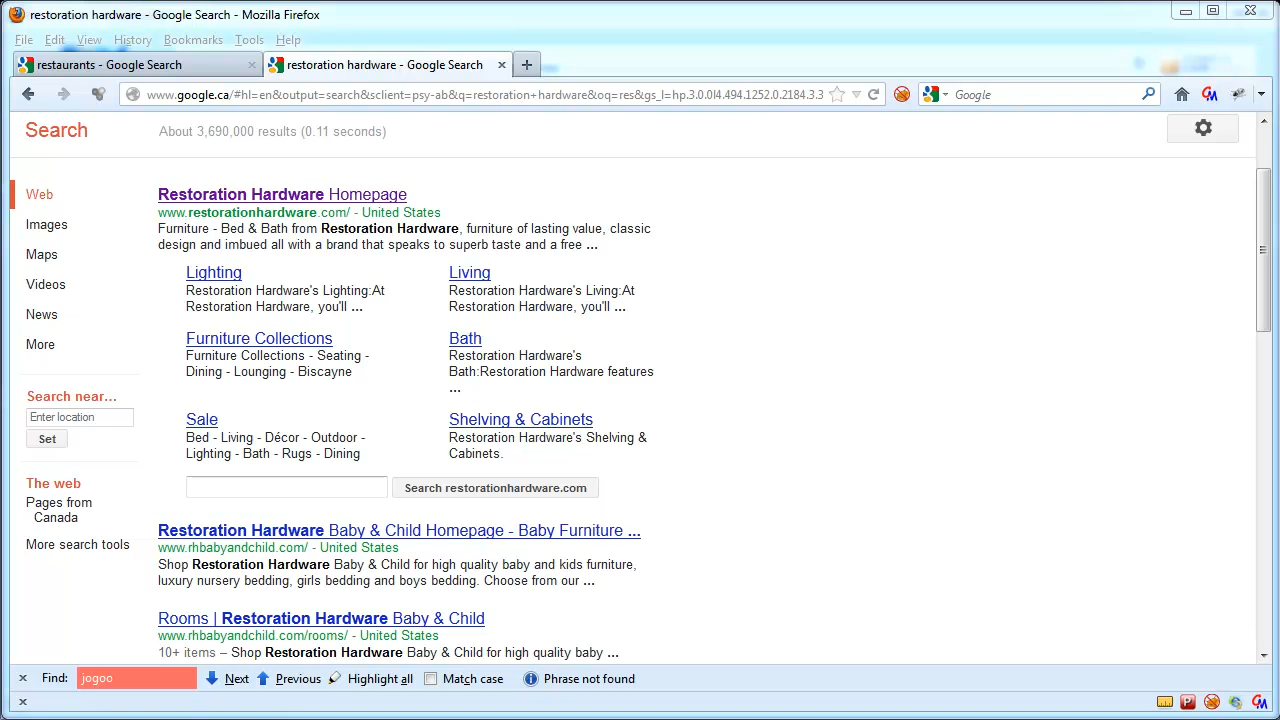 restoration hardware - Google Search - Mozilla Firefox
File Edit View History Bookmarks Tools Help
restaurants - Google Search
restoration hardware - Google Search
www.google.ca/#hl=en&output=search&sclient=psy-ab&q=restoration+hardware&oq=res&gs_l=hp.3.0l4.494.1252.0.2184.3.3
Google
Search
About 3,690,000 results (0.11 seconds)
Web
Images
Maps
Videos
News
More
Search near...
Enter location
Set
The web
Pages from
Canada
More search tools
Restoration Hardware Homepage
www.restorationhardware.com/ - United States
Furniture - Bed & Bath from Restoration Hardware, furniture of lasting value, classic
design and imbued all with a brand that speaks to superb taste and a free ...
Lighting
Restoration Hardware's Lighting:At
Restoration Hardware, you'll ...
Living
Restoration Hardware's Living:At
Restoration Hardware, you'll ...
Furniture Collections
Furniture Collections - Seating -
Dining - Lounging - Biscayne
Bath
Restoration Hardware's
Bath:Restoration Hardware features
...
Sale
Bed - Living - Décor - Outdoor -
Lighting - Bath - Rugs - Dining
Shelving & Cabinets
Restoration Hardware's Shelving &
Cabinets.
Search restorationhardware.com
Restoration Hardware Baby & Child Homepage - Baby Furniture ...
www.rhbabyandchild.com/ - United States
Shop Restoration Hardware Baby & Child for high quality baby and kids furniture,
luxury nursery bedding, girls bedding and boys bedding. Choose from our ...
Rooms | Restoration Hardware Baby & Child
www.rhbabyandchild.com/rooms/ - United States
10+ items – Shop Restoration Hardware Baby & Child for high quality baby ...
Find: jogoo Next Previous Highlight all Match case Phrase not found